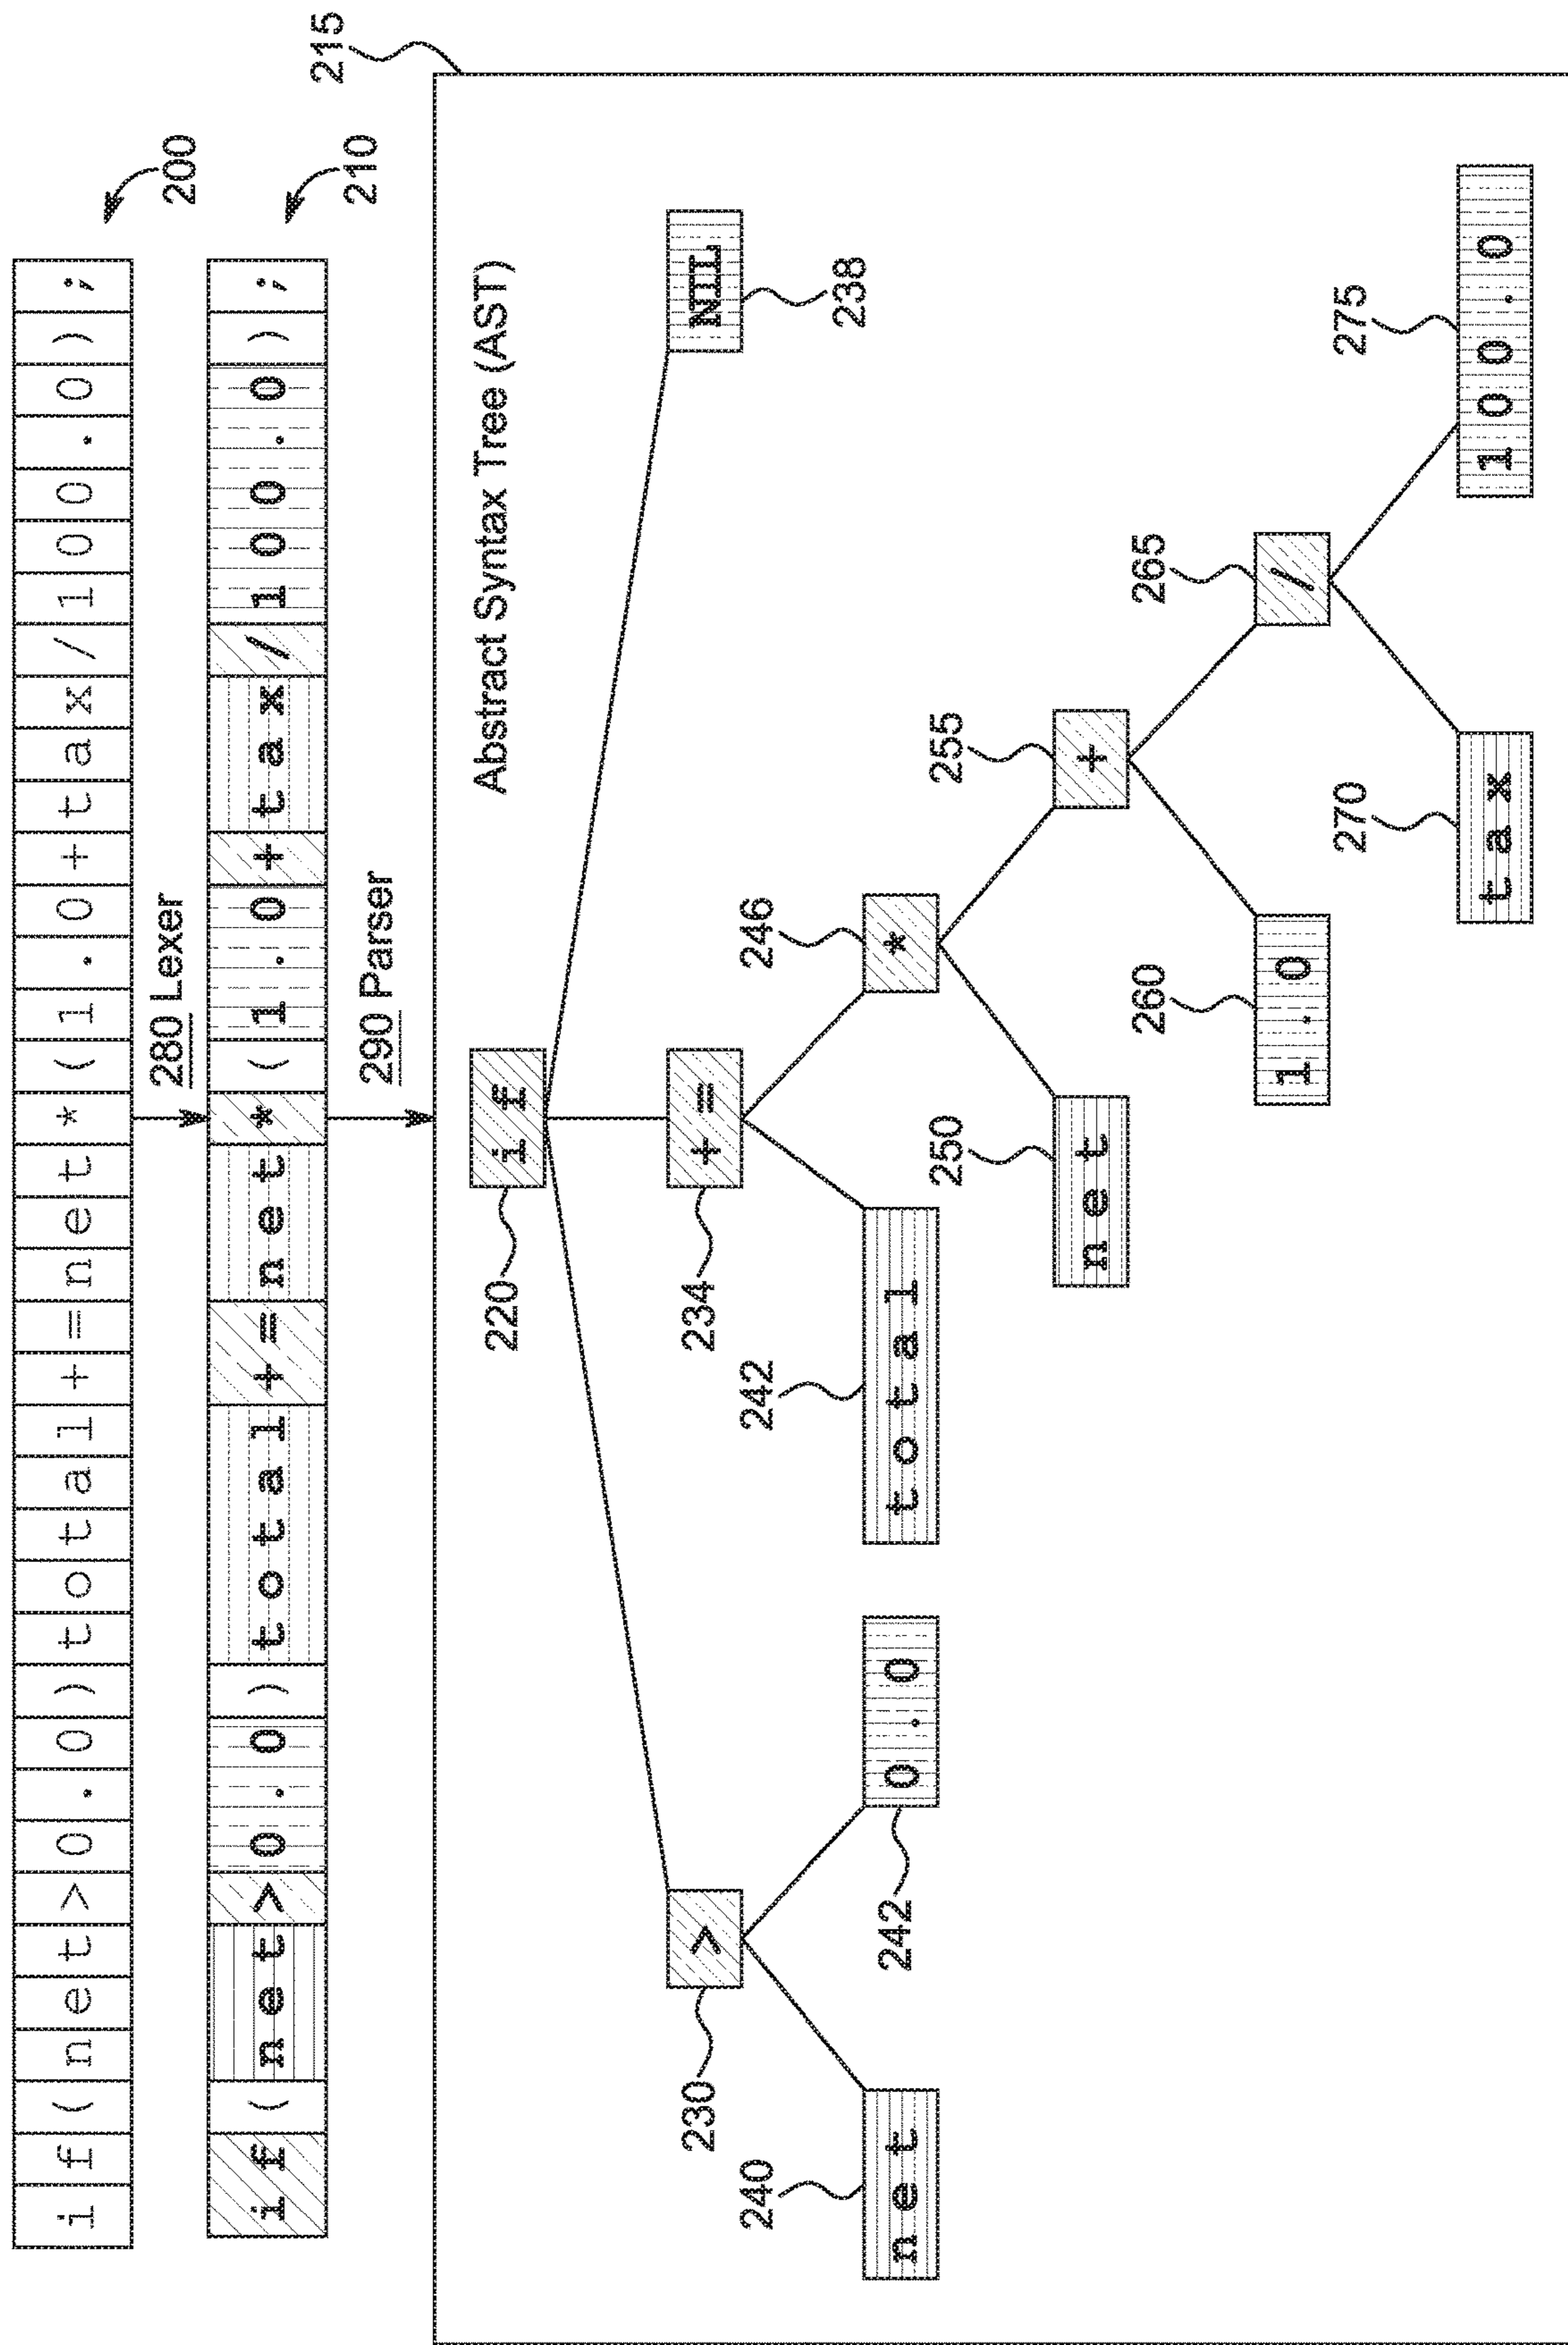 if(net>0.0)total+=net*(1.0+tax/100.0);
200
280 Lexer
if(net>0.0)total+=net*(1.0+tax/100.0);
210
290 Parser
215
Abstract Syntax Tree (AST)
220 if
230 > 234 += NIL 238
240 242 242 246
net 0.0 total *
250 255
net +
260 265
1.0 /
270 275
tax 100.0